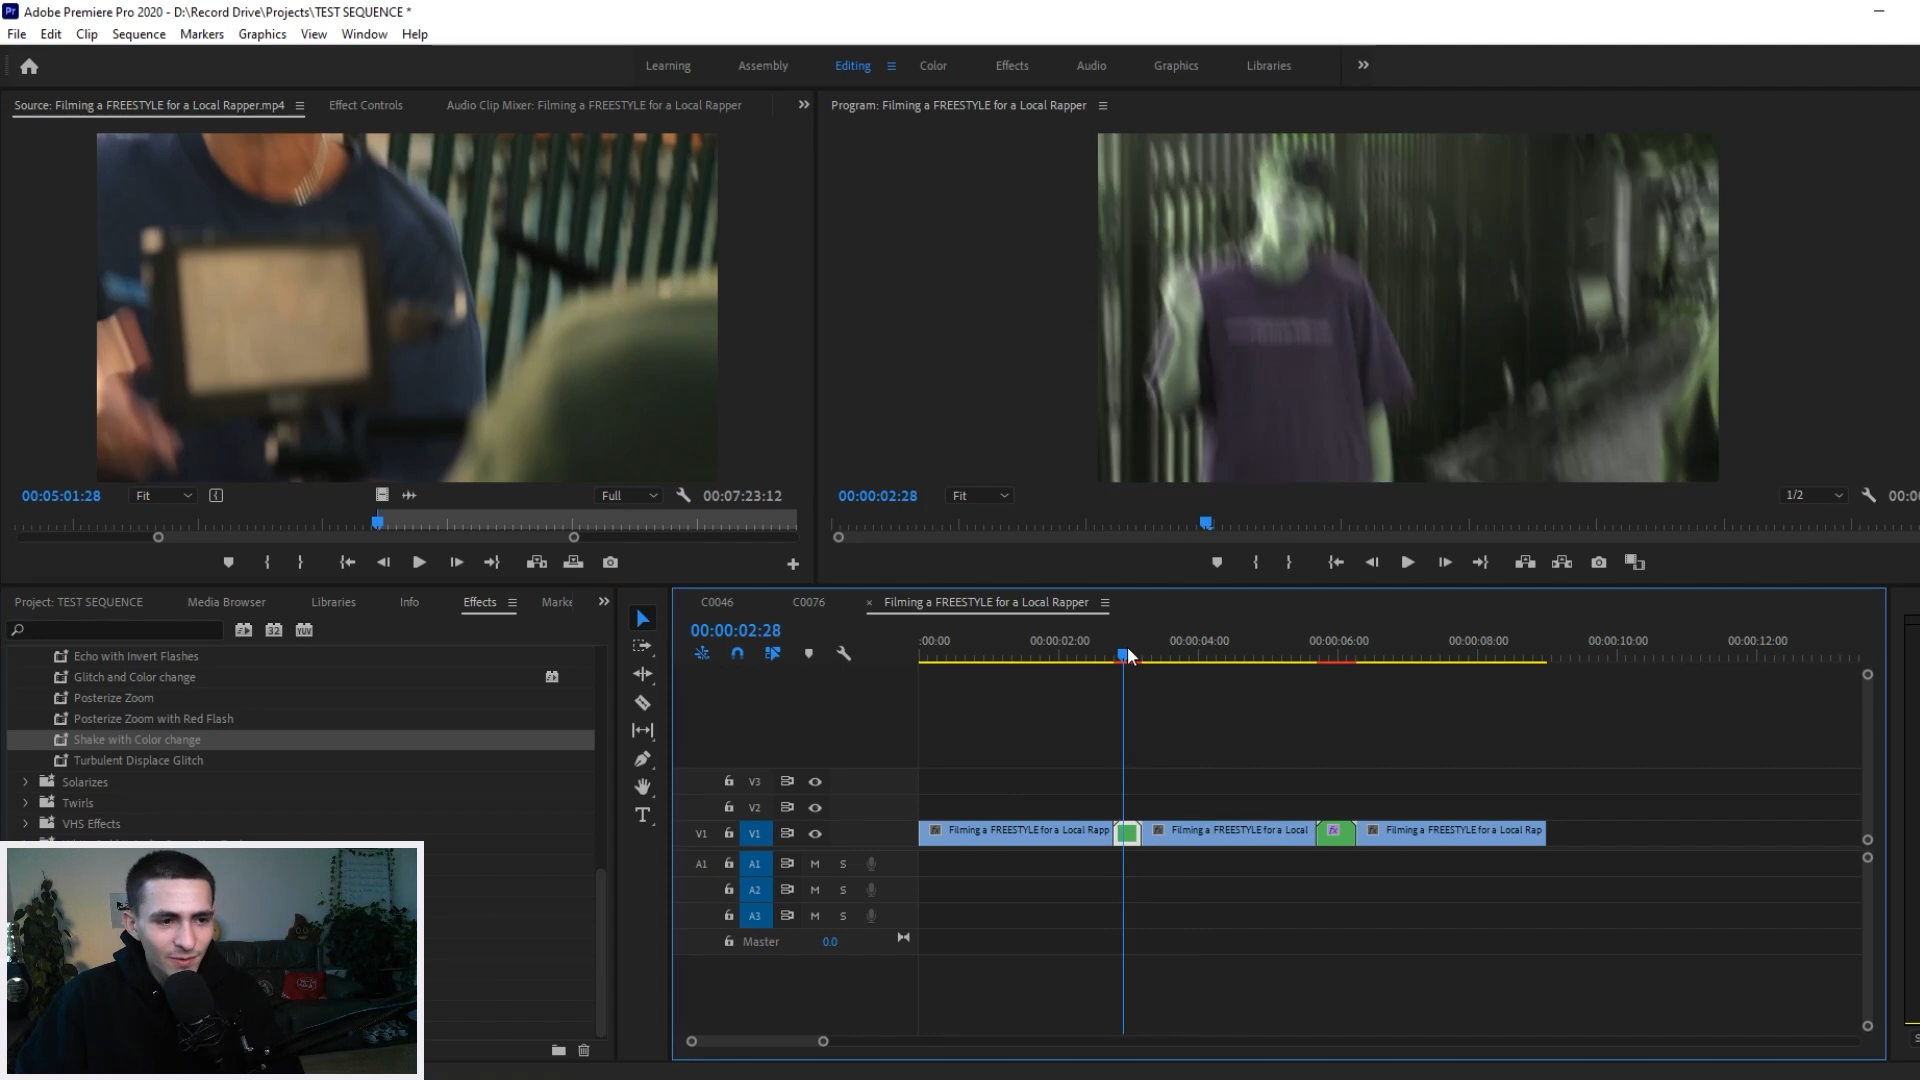 Adobe Premiere Pro 2020 - D:\Record Drive\Projects\TEST SEQUENCE *
File Edit Clip Sequence Markers Graphics View Window Help
Learning Assembly Editing Color Effects Audio Graphics Libraries
Source: Filming a FREESTYLE for a Local Rapper.mp4 Effect Controls Audio Clip Mixer: Filming a FREESTYLE for a Local Rapper
Program: Filming a FREESTYLE for a Local Rapper
00:05:01:28 Fit Full 00:07:23:12
00:00:02:28 Fit 1/2 00:00
Project: TEST SEQUENCE Media Browser Libraries Info Effects Marke
C0046 C0076 × Filming a FREESTYLE for a Local Rapper
00:00:02:28
32 YUV
:00:00 00:00:02:00 00:00:04:00 00:00:06:00 00:00:08:00 00:00:10:00 00:00:12:00
Echo with Invert Flashes
Glitch and Color change
Posterize Zoom
Posterize Zoom with Red Flash
Shake with Color change
Turbulent Displace Glitch
Solarizes
Twirls
VHS Effects
V3
V2
V1 V1 fx Filming a FREESTYLE for a Local Rapp fx Filming a FREESTYLE for a Local fx fx Filming a FREESTYLE for a Local Rap
A1 A1 M S
A2 M S
A3 M S
Master 0.0